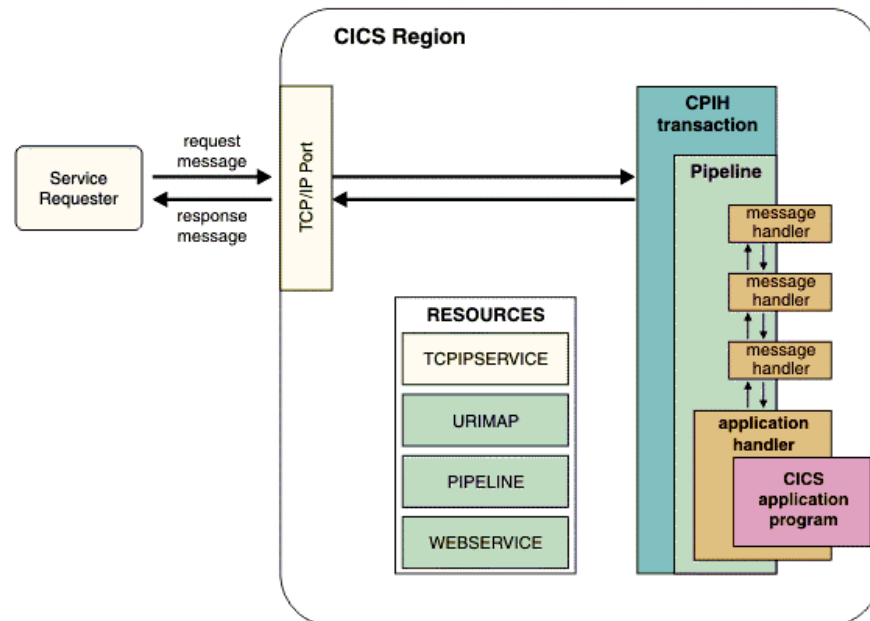 CICS Region
request
message
Service
Requester
response
message
TCP/IP Port
CPIH
transaction
Pipeline
message
handler
message
handler
message
handler
application
handler
CICS
application
program
RESOURCES
TCPIPSERVICE
URIMAP
PIPELINE
WEBSERVICE